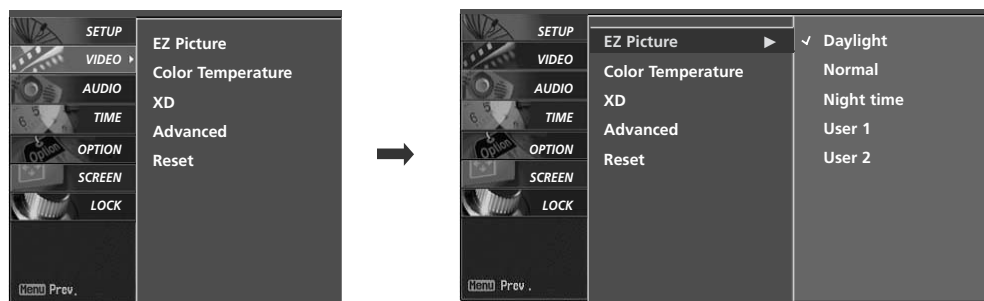 SETUP
VIDEO
AUDIO
TIME
OPTION
SCREEN
LOCK
Menu Prev.
EZ Picture
Color Temperature
XD
Advanced
Reset
SETUP
VIDEO
AUDIO
TIME
OPTION
SCREEN
LOCK
Menu Prev.
EZ Picture
Color Temperature
XD
Advanced
Reset
Daylight
Normal
Night time
User 1
User 2